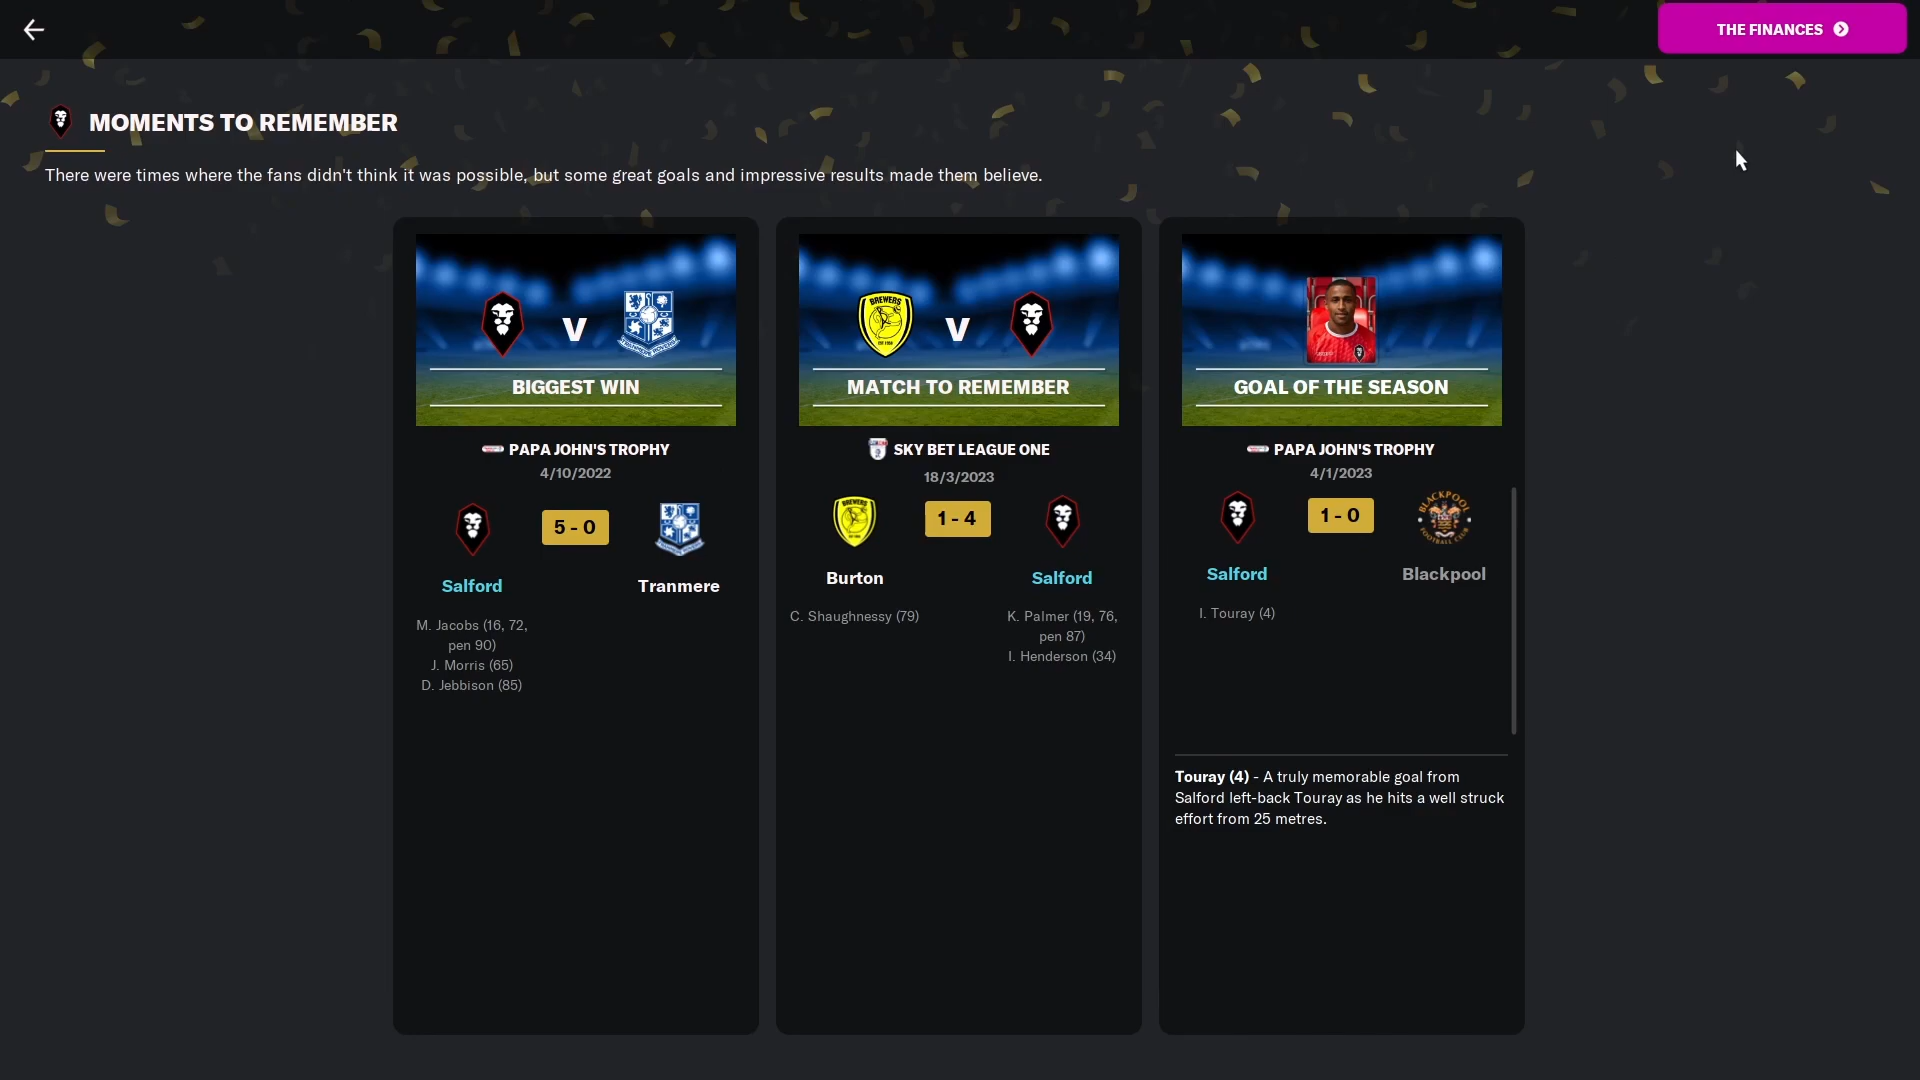 THE FINANCES
MOMENTS TO REMEMBER
There were times where the fans didn't think it was possible, but some great goals and impressive results made them believe.
V
BIGGEST WIN
PAPA JOHN'S TROPHY
4/10/2022
5 - 0
Salford
Tranmere
M. Jacobs (16, 72,
pen 90)
J. Morris (65)
D. Jebbison (85)
BREWERS
V
MATCH TO REMEMBER
SKY BET LEAGUE ONE
18/3/2023
BREWERS
1 - 4
Burton
Salford
C. Shaughnessy (79)
K. Palmer (19, 76,
pen 87)
I. Henderson (34)
GOAL OF THE SEASON
PAPA JOHN'S TROPHY
4/1/2023
1 - 0
BLACKPOOL
FOOTBALL CLUB
Salford
Blackpool
I. Touray (4)
Touray (4) - A truly memorable goal from
Salford left-back Touray as he hits a well struck
effort from 25 metres.